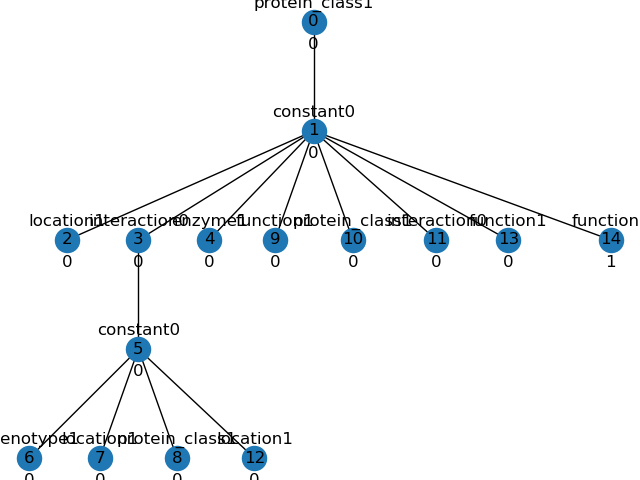 protein_class1
0
0
constant0
1
0
location1 interaction0 enzyme1 function1 protein_class1 interaction0 function1 function
2 3 4 9 10 11 13 14
0 0 0 0 0 0 0 1
constant0
5
0
enotype1 location1 protein_class1 location1
6 7 8 12
0 0 0 0